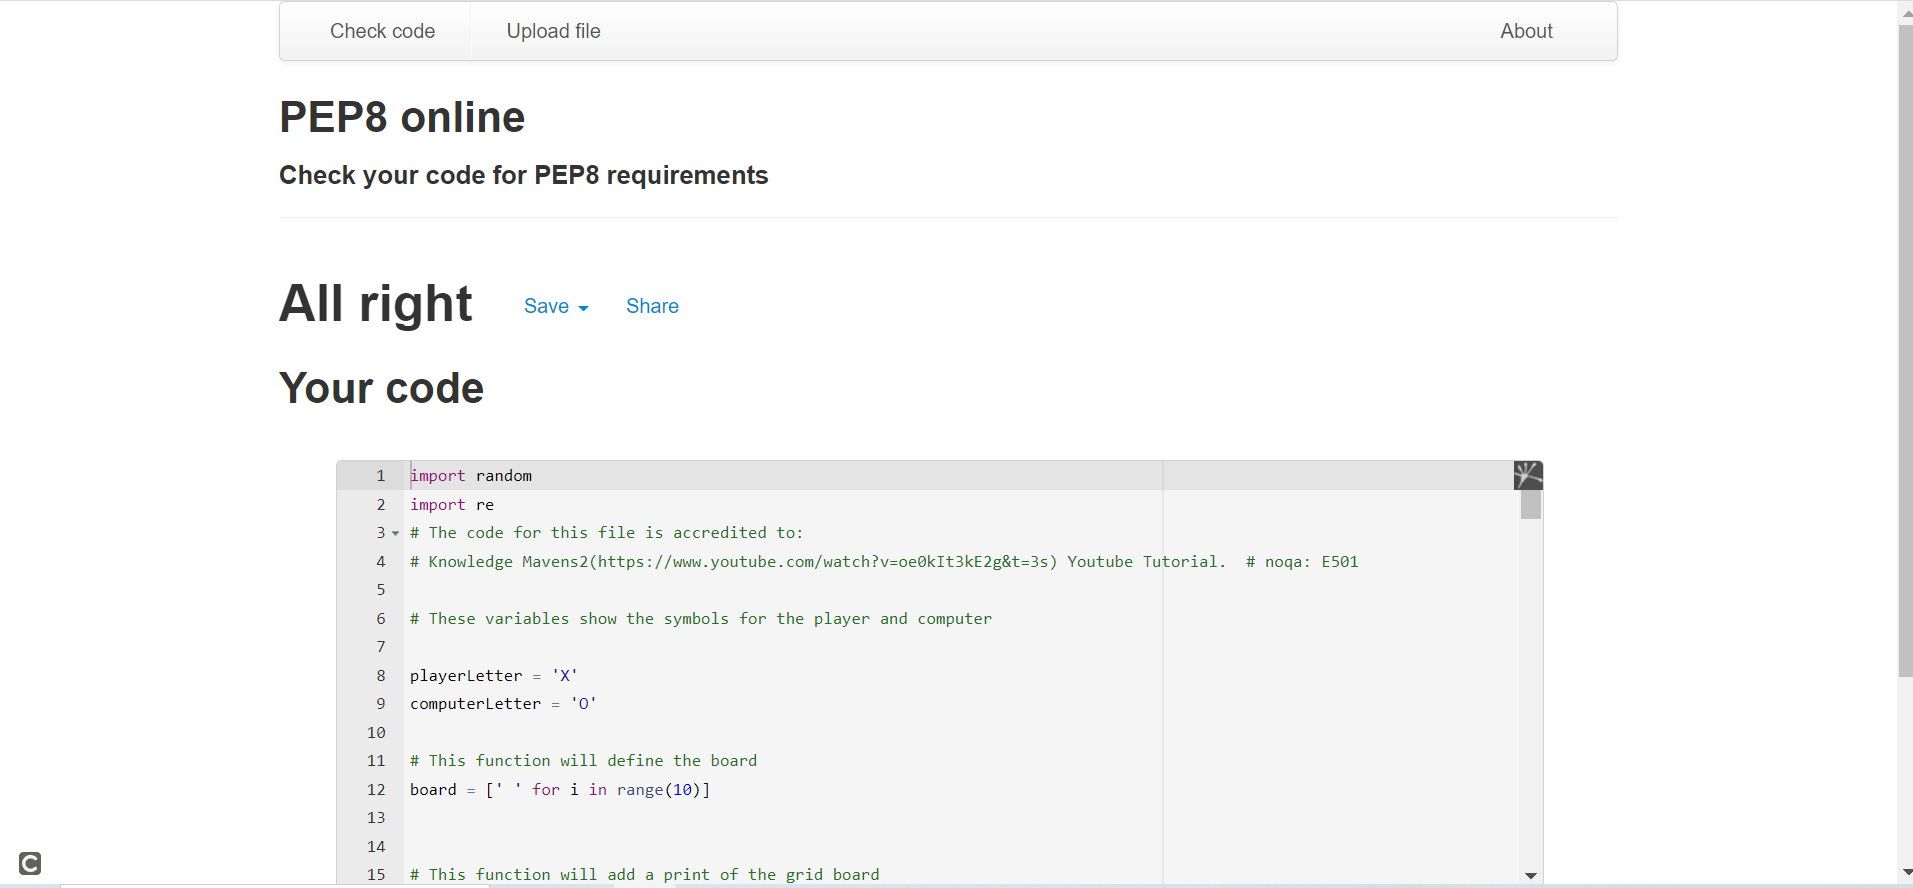 Check code Upload file About
PEP8 online
Check your code for PEP8 requirements
All right Save Share
Your code
1 import random
2 import re
3 # The code for this file is accredited to:
4 # Knowledge Mavens2(https://www.youtube.com/watch?v=oe0kIt3kE2g&t=3s) Youtube Tutorial.  # noqa: E501
5
6 # These variables show the symbols for the player and computer
7
8 playerLetter = 'X'
9 computerLetter = 'O'
10
11 # This function will define the board
12 board = [' ' for i in range(10)]
13
14
15 # This function will add a print of the grid board
C